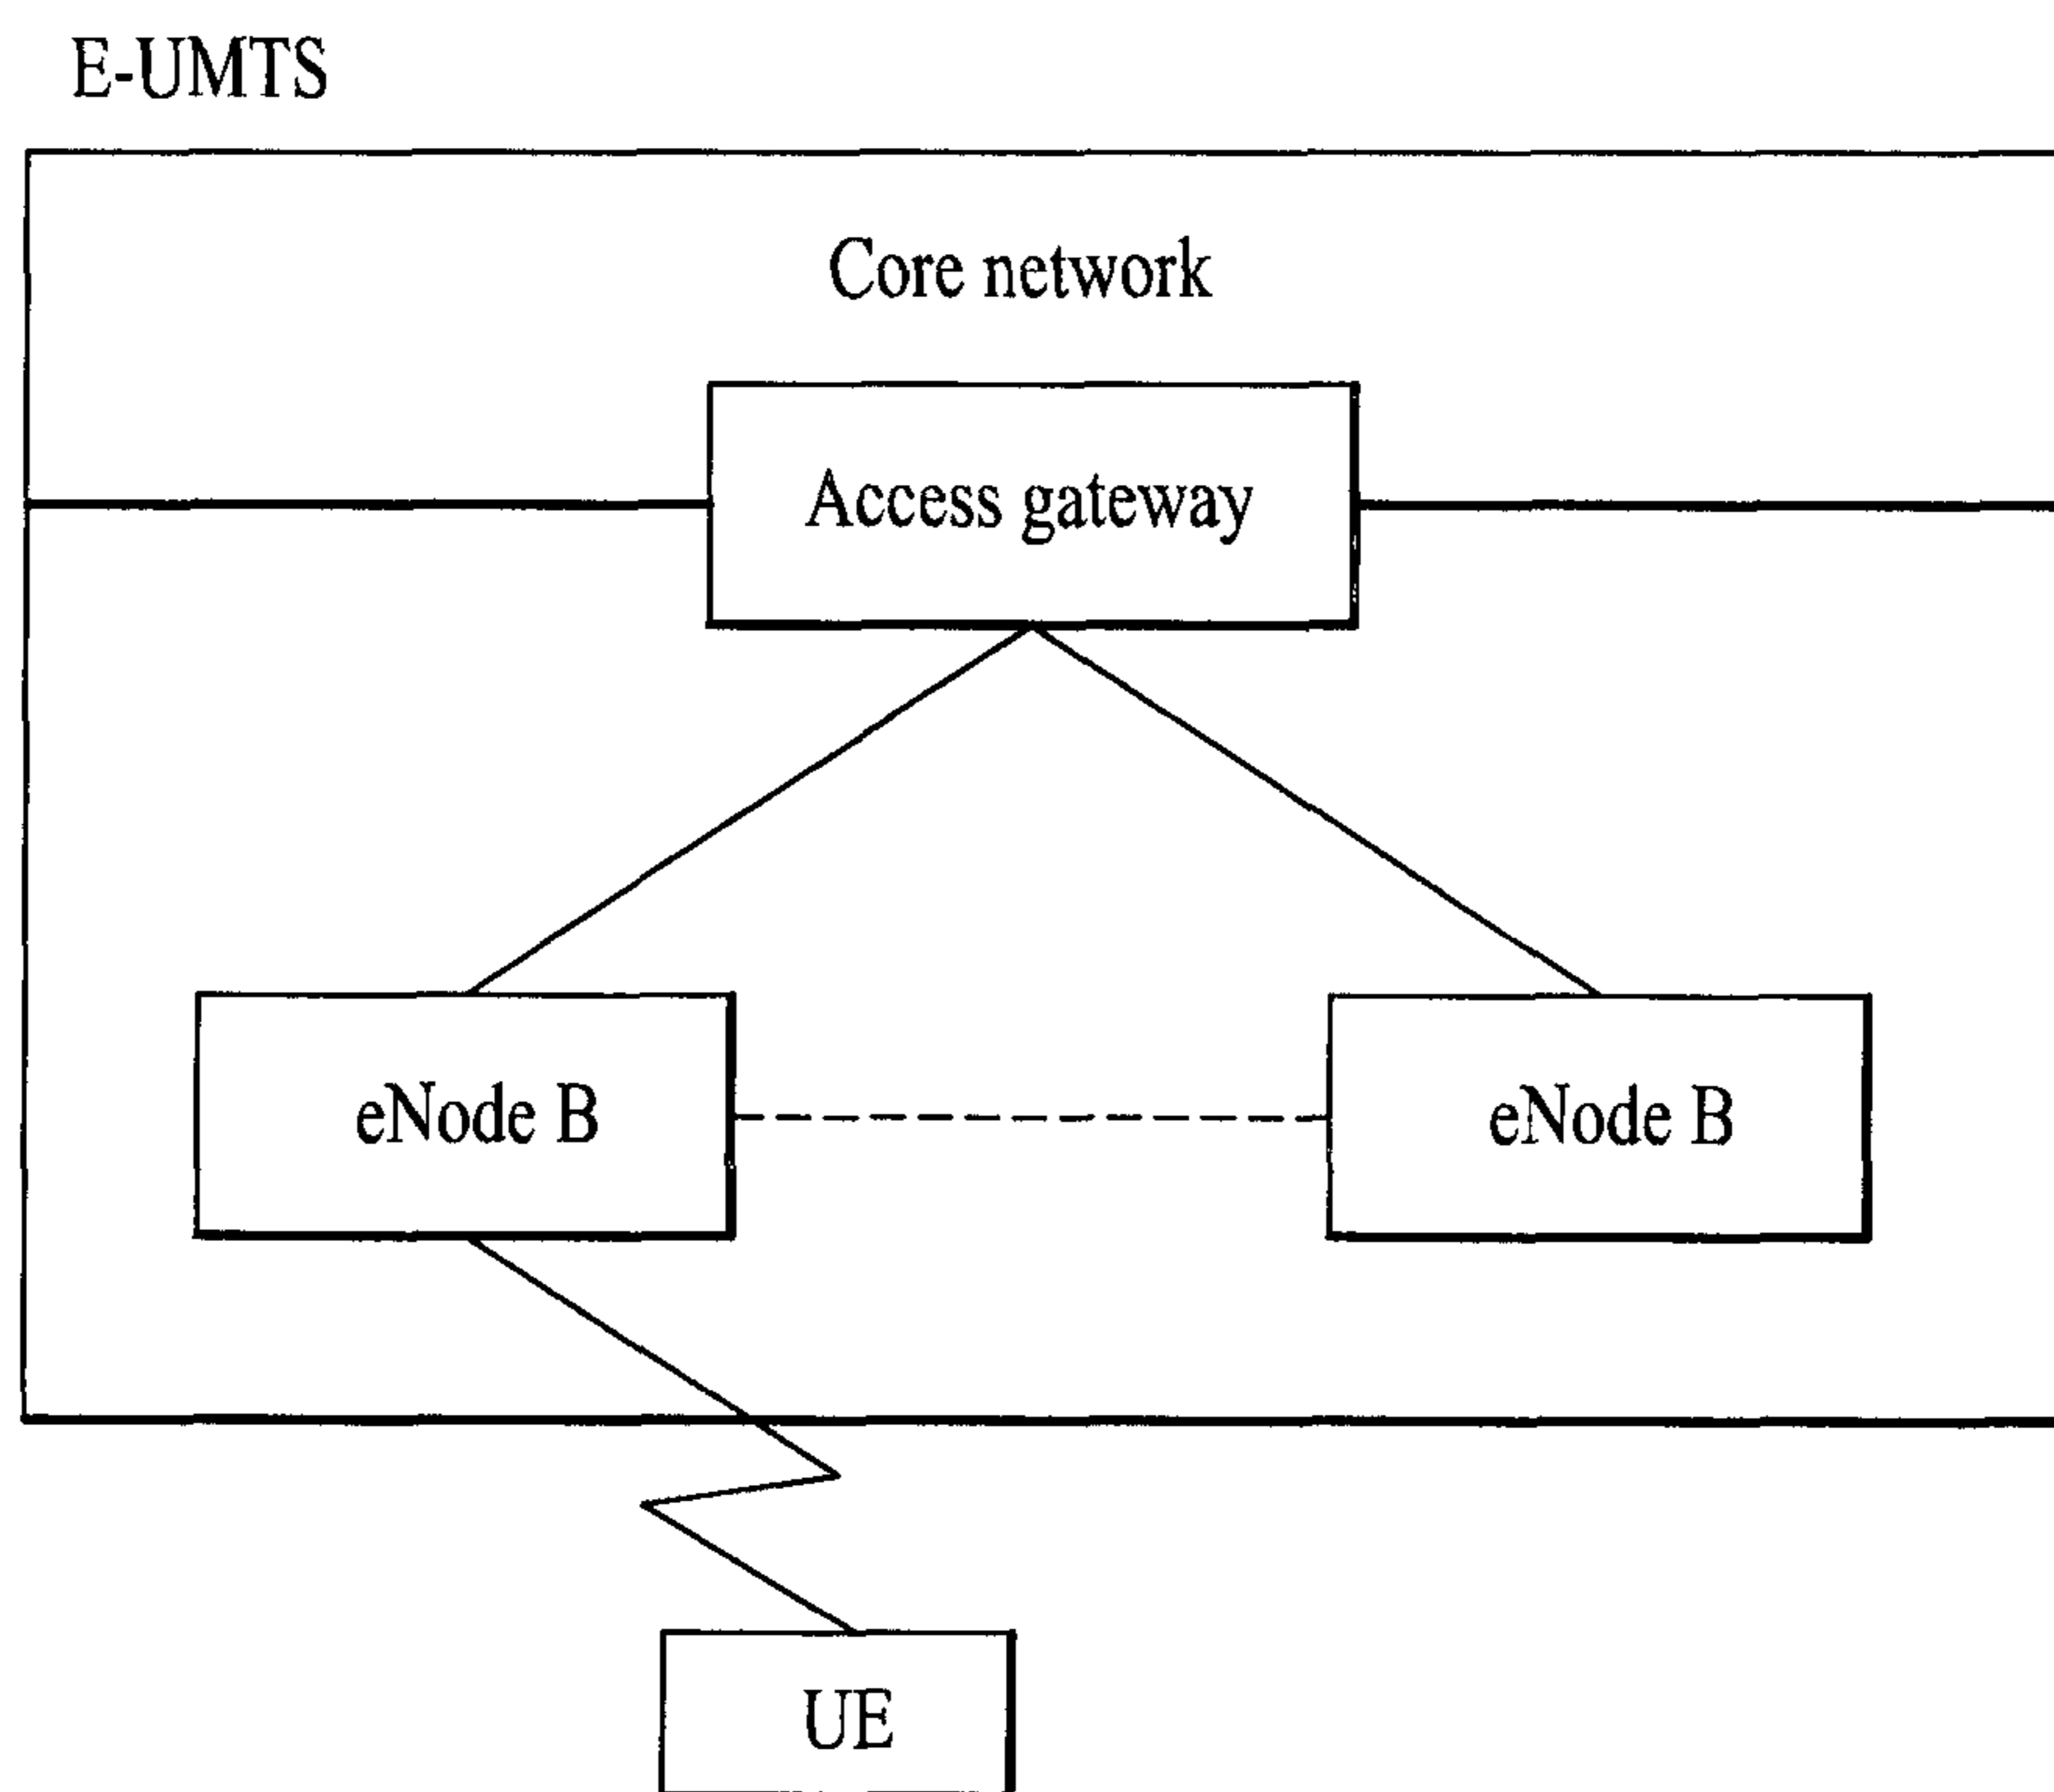 E-UMTS
Core network
Access gateway
eNode B
eNode B
UE